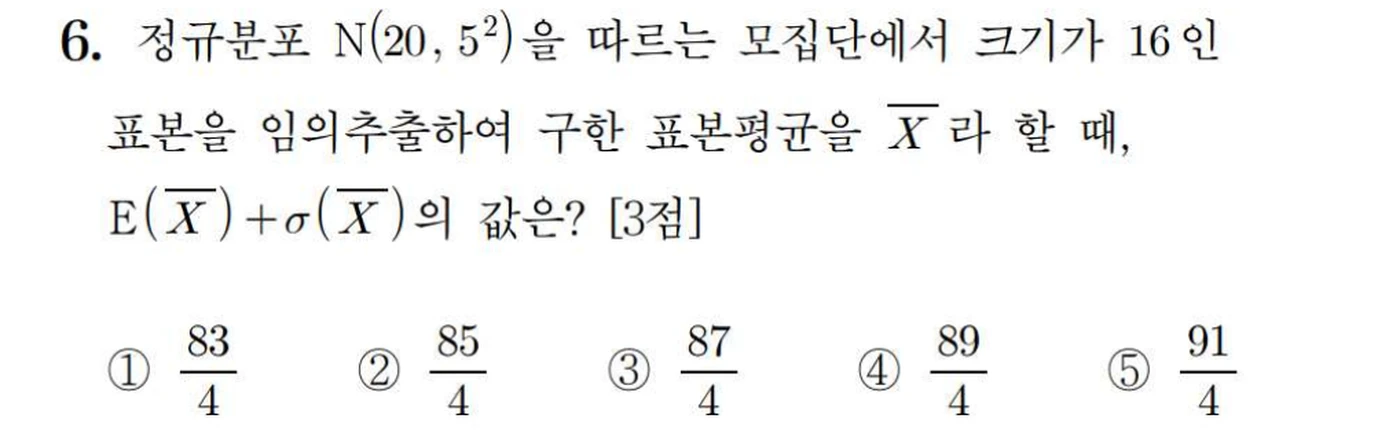 6. 정규분포 N(20, 5²)을 따르는 모집단에서 크기가 16인
표본을 임의추출하여 구한 표본평균을 X̅라 할 때,
E(X̅)+σ(X̅)의 값은? [3점]
① 83/4 ② 85/4 ③ 87/4 ④ 89/4 ⑤ 91/4